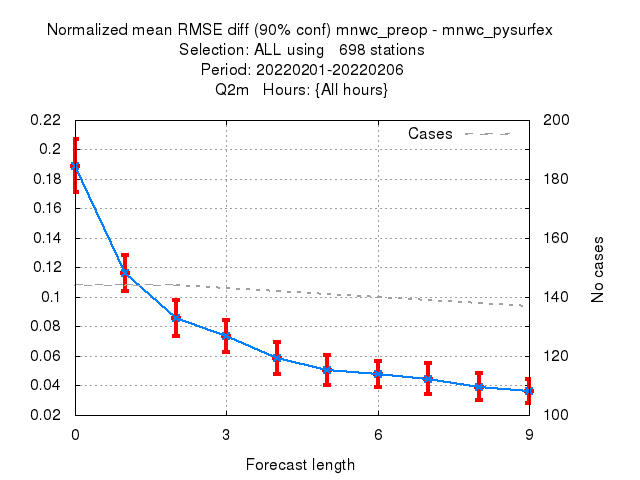 Normalized mean RMSE diff (90% conf) mnwc_preop - mnwc_pysurfex
Selection: ALL using 698 stations
Period: 20220201-20220206
Q2m Hours: {All hours}
0.22
0.2
0.18
0.16
0.14
0.12
0.1
0.08
0.06
0.04
0.02
Cases
200
180
160
140
120
100
No cases
0 3 6 9
Forecast length